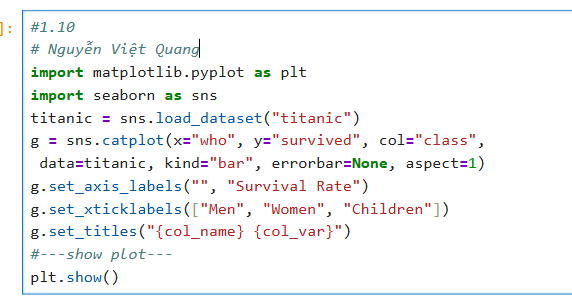 ]:
#1.10
# Nguyễn Việt Quang
import matplotlib.pyplot as plt
import seaborn as sns
titanic = sns.load_dataset("titanic")
g = sns.catplot(x="who", y="survived", col="class",
 data=titanic, kind="bar", errorbar=None, aspect=1)
g.set_axis_labels("", "Survival Rate")
g.set_xticklabels(["Men", "Women", "Children"])
g.set_titles("{col_name} {col_var}")
#---show plot---
plt.show()